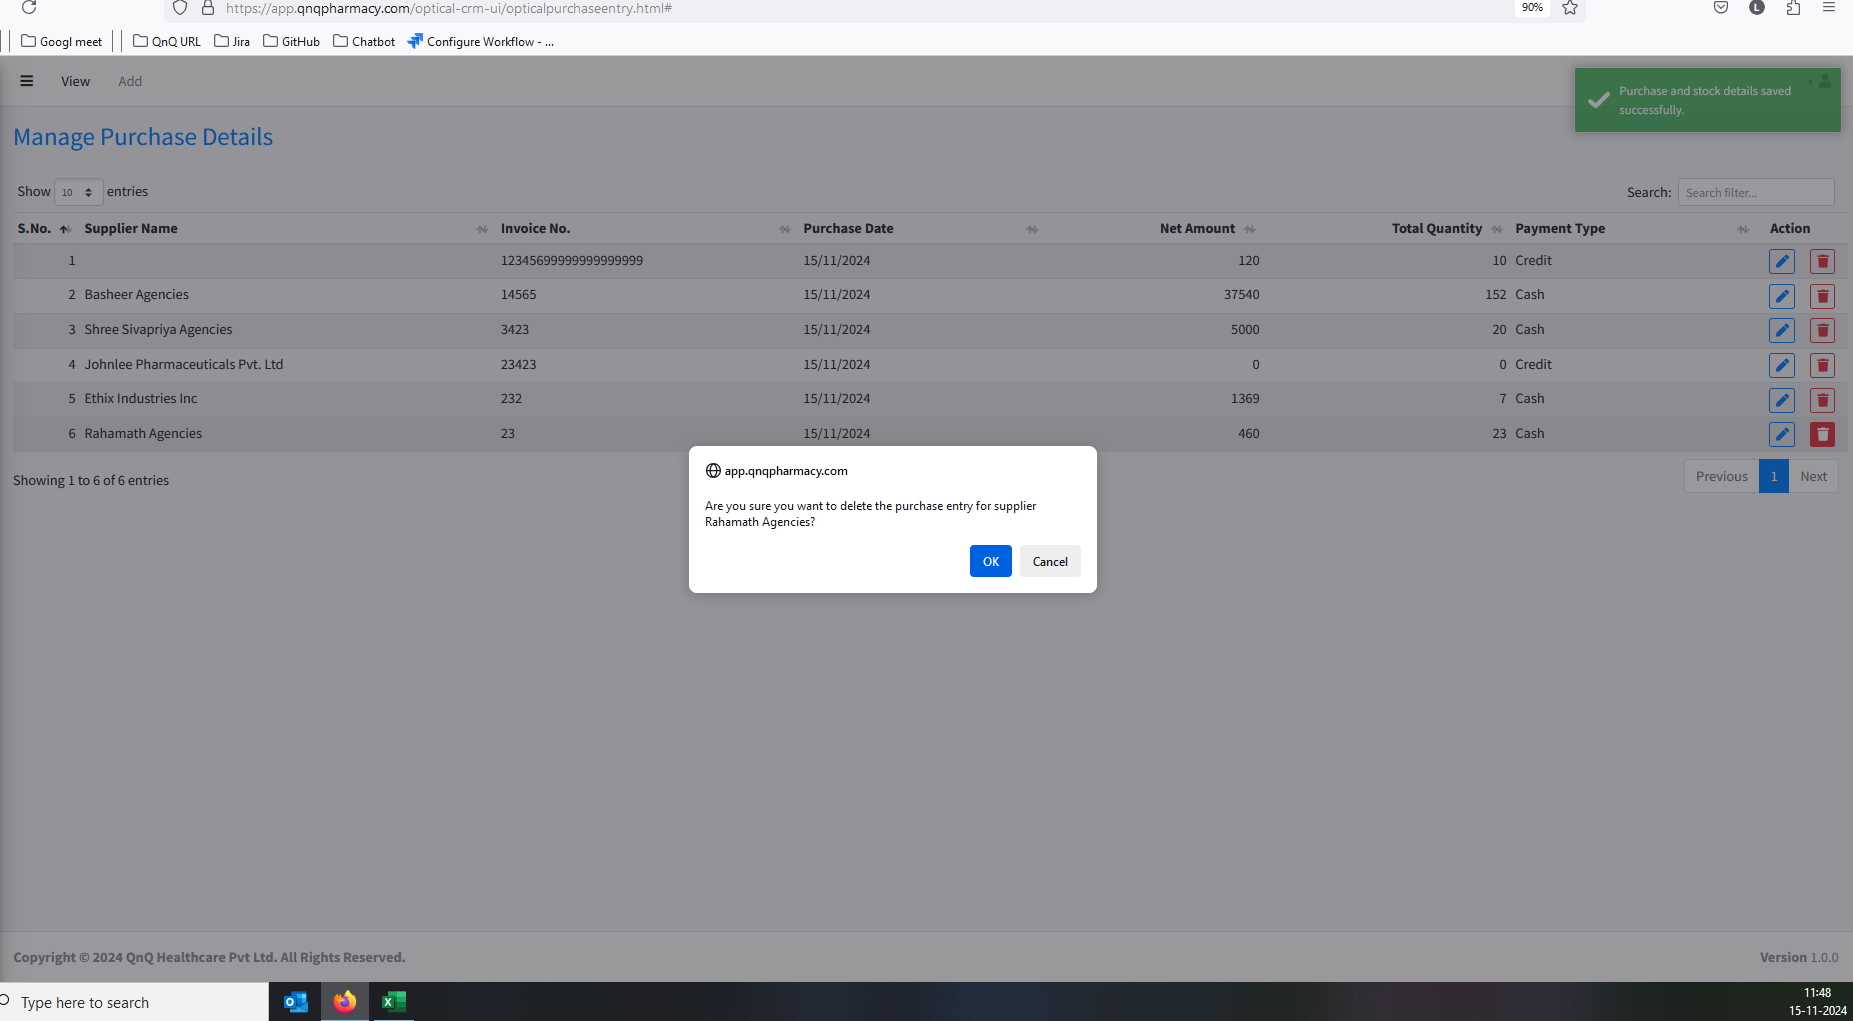 https://app.qnqpharmacy.com/optical-crm-ui/opticalpurchaseentry.html#
90%
L
Googl meet
QnQ URL
Jira
GitHub
Chatbot
Configure Workflow - ...
View
Add
Purchase and stock details saved
successfully.
Manage Purchase Details
Show 10 entries
Search: Search filter...
S.No. Supplier Name Invoice No. Purchase Date Net Amount Total Quantity Payment Type Action
1 12345699999999999999 15/11/2024 120 10 Credit
2 Basheer Agencies 14565 15/11/2024 37540 152 Cash
3 Shree Sivapriya Agencies 3423 15/11/2024 5000 20 Cash
4 Johnlee Pharmaceuticals Pvt. Ltd 23423 15/11/2024 0 0 Credit
5 Ethix Industries Inc 232 15/11/2024 1369 7 Cash
6 Rahamath Agencies 23 15/11/2024 460 23 Cash
Showing 1 to 6 of 6 entries
Previous 1 Next
app.qnqpharmacy.com
Are you sure you want to delete the purchase entry for supplier
Rahamath Agencies?
OK Cancel
Copyright © 2024 QnQ Healthcare Pvt Ltd. All Rights Reserved.
Version 1.0.0
Type here to search
11:48
15-11-2024